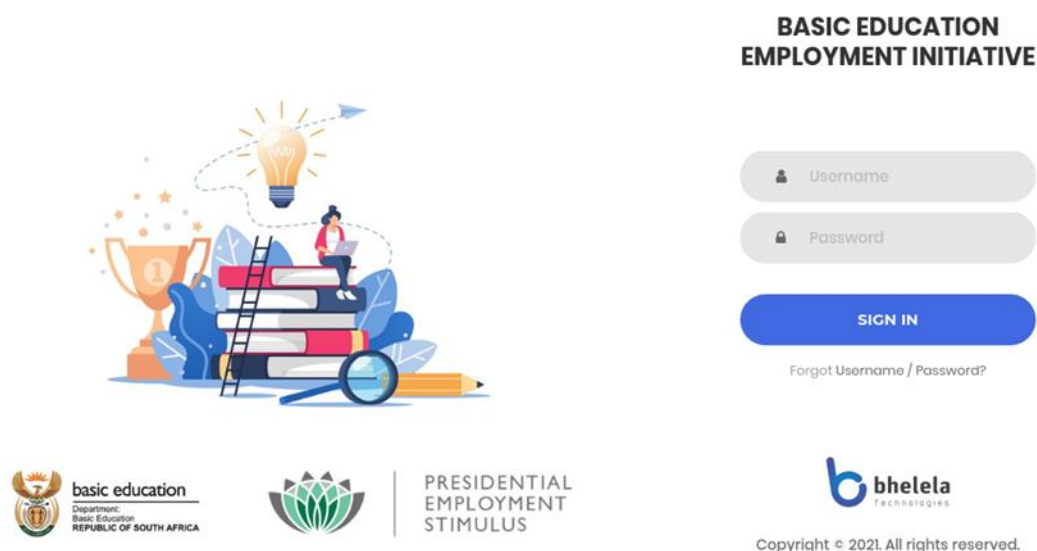 BASIC EDUCATION
EMPLOYMENT INITIATIVE
1
Username
Password
SIGN IN
Forgot Username / Password?
basic education
Department:
Basic Education
REPUBLIC OF SOUTH AFRICA
PRESIDENTIAL
EMPLOYMENT
STIMULUS
bhelela
Technologies
Copyright © 2021. All rights reserved.